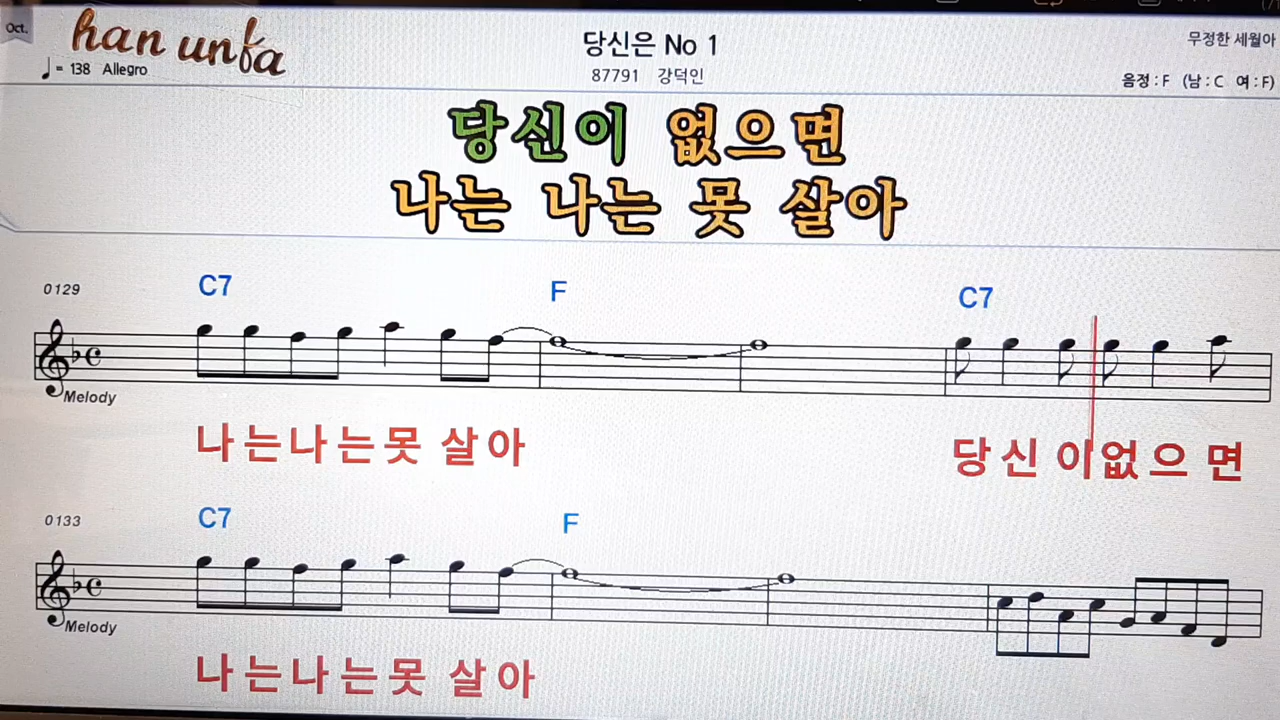 Oct.
han unfa
당신은 No 1
무정한 세월아
♩= 138 Allegro
87791 강덕인
음정 : F (남 : C 여 : F)
당신이 없으면
나는 나는 못 살아
0129 C7 F C7
Melody
나는나는못 살아 당신 이없으 면
0133 C7 F
Melody
나는나는못 살아